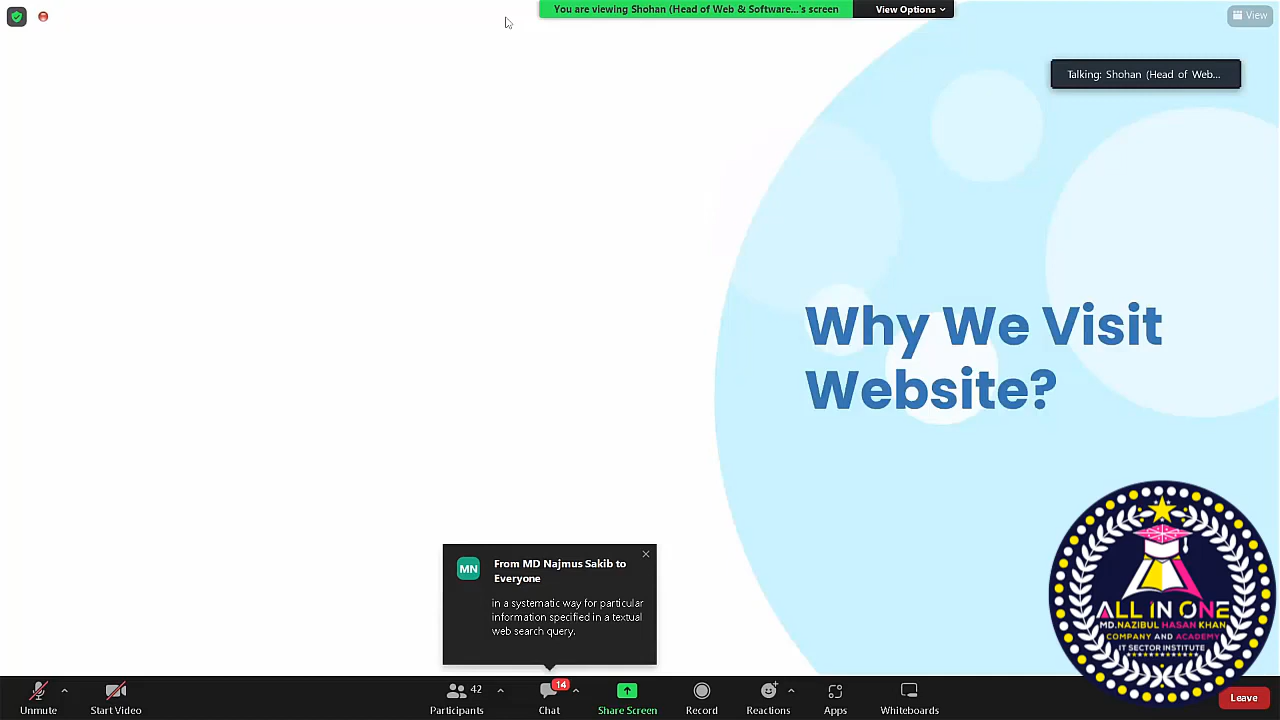 You are viewing Shohan (Head of Web & Software...'s screen
View Options
View
Talking: Shohan (Head of Web...
Why We Visit
Website?
MN
From MD Najmus Sakib to
Everyone
in a systematic way for particular
information specified in a textual
web search query.
ALL IN ONE
MD.NAZIBUL HASAN KHAN
COMPANY AND ACADEMY
IT SECTOR INSTITUTE
Unmute
Start Video
42
Participants
14
Chat
Share Screen
Record
Reactions
Apps
Whiteboards
Leave